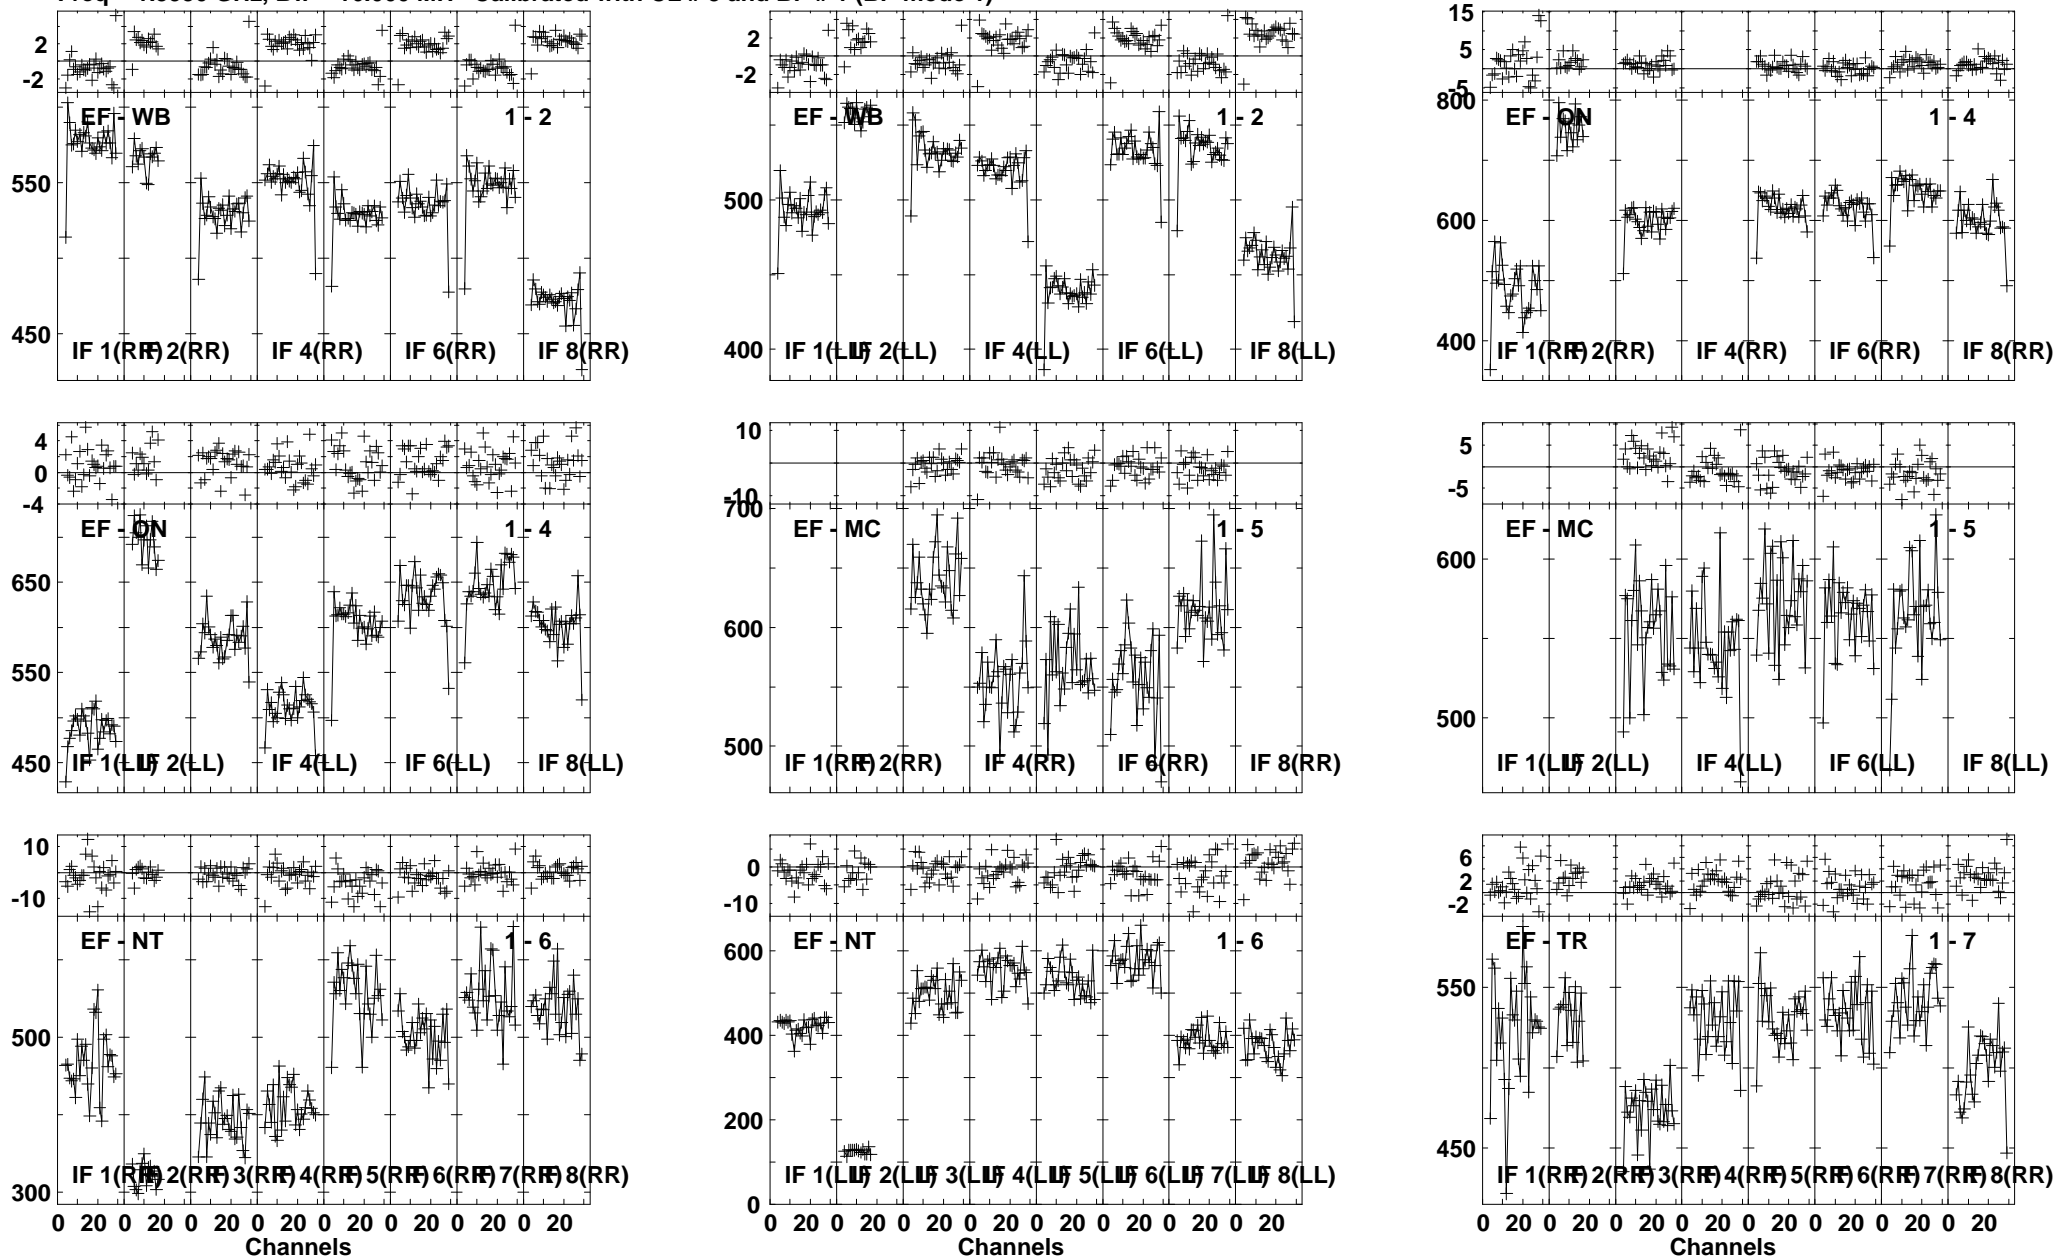 15
2
-2
2
-2
5
-5
EF - WB
1 - 2
550
450
IF 1(RR)
IF 2(RR)
IF 4(RR)
IF 6(RR)
IF 8(RR)
EF - WB
1 - 2
500
400
IF 1(LL)
IF 2(LL)
IF 4(LL)
IF 6(LL)
IF 8(LL)
800
EF - ON
1 - 4
600
400
IF 1(RR)
IF 2(RR)
IF 4(RR)
IF 6(RR)
IF 8(RR)
4
0
-4
EF - ON
1 - 4
650
550
450
IF 1(LL)
IF 2(LL)
IF 4(LL)
IF 6(LL)
IF 8(LL)
10
-10
700
EF - MC
1 - 5
600
500
IF 1(RR)
IF 2(RR)
IF 4(RR)
IF 6(RR)
IF 8(RR)
5
-5
EF - MC
1 - 5
600
500
IF 1(LL)
IF 2(LL)
IF 4(LL)
IF 6(LL)
IF 8(LL)
10
-10
EF - NT
1 - 6
500
300
IF 1(RR)
IF 2(RR)
IF 3(RR)
IF 4(RR)
IF 5(RR)
IF 6(RR)
IF 7(RR)
IF 8(RR)
0 20 0 20 0 20 0 20 0 20 0 20 0 20 0 20
Channels
0
-10
EF - NT
1 - 6
600
400
200
0
IF 1(LL)
IF 2(LL)
IF 3(LL)
IF 4(LL)
IF 5(LL)
IF 6(LL)
IF 7(LL)
IF 8(LL)
0 20 0 20 0 20 0 20 0 20 0 20 0 20 0 20
Channels
6
2
-2
EF - TR
1 - 7
550
450
IF 1(RR)
IF 2(RR)
IF 3(RR)
IF 4(RR)
IF 5(RR)
IF 6(RR)
IF 7(RR)
IF 8(RR)
0 20 0 20 0 20 0 20 0 20 0 20 0 20 0 20
Channels